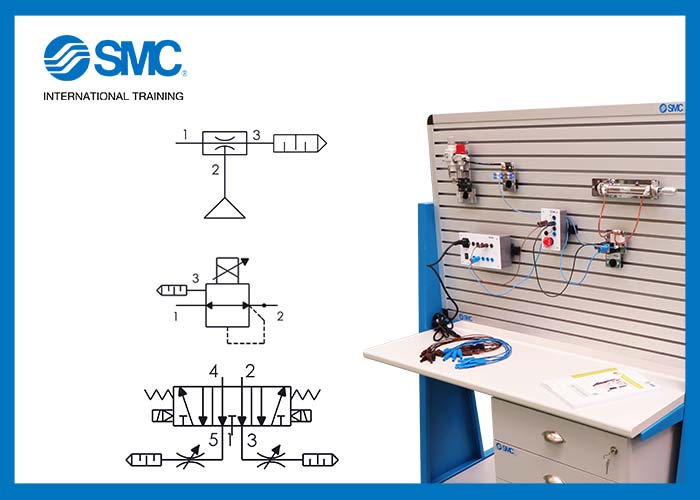 SMC®
INTERNATIONAL TRAINING
1 3
2
3
1 2
4 2
5 1 3
SMC
SMC